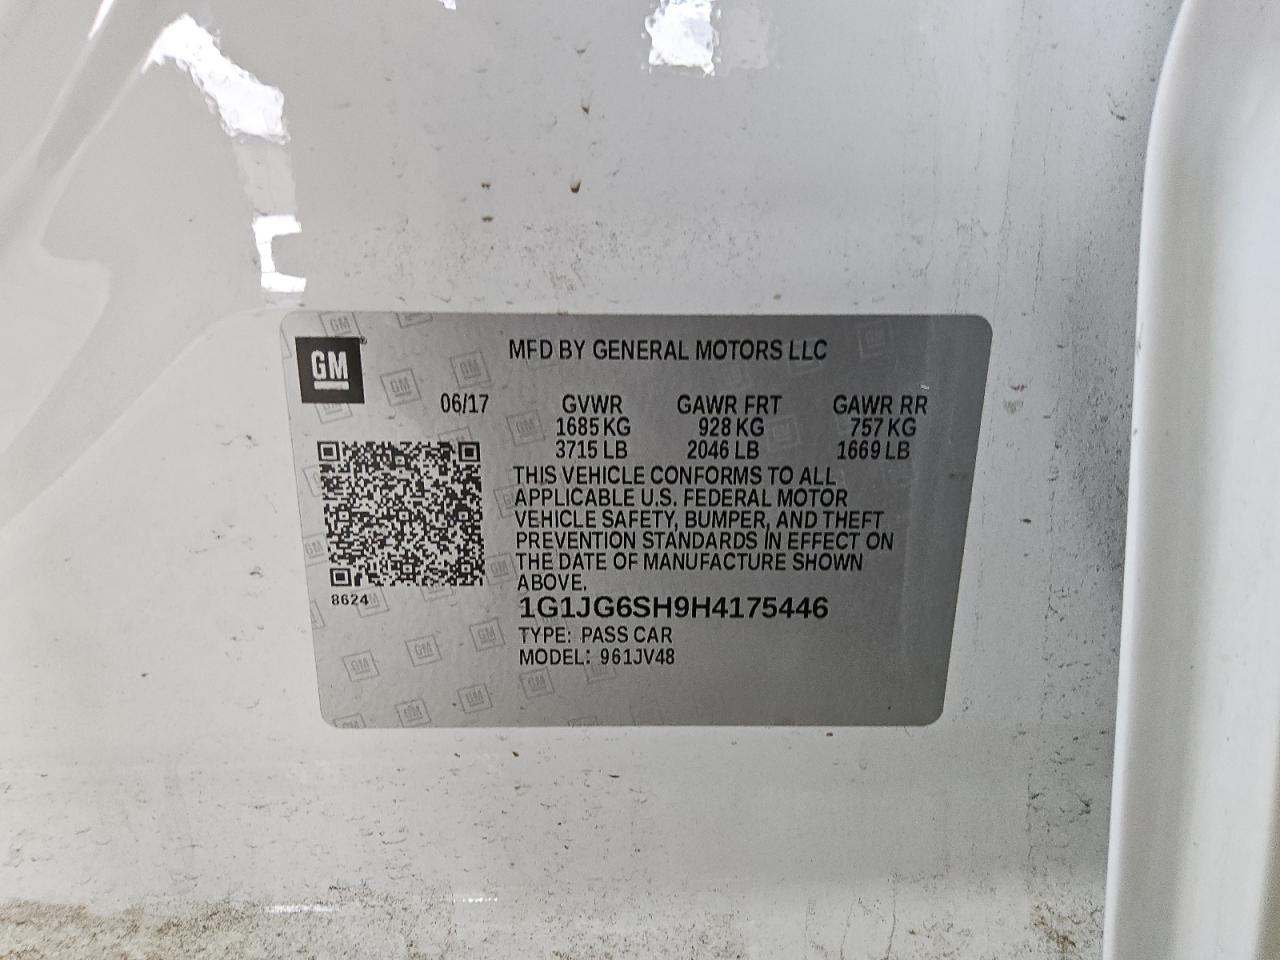 GM
MFD BY GENERAL MOTORS LLC
06/17 GVWR GAWR FRT GAWR RR
1685 KG 928 KG 757 KG
3715 LB 2046 LB 1669 LB
THIS VEHICLE CONFORMS TO ALL
APPLICABLE U.S. FEDERAL MOTOR
VEHICLE SAFETY, BUMPER, AND THEFT
PREVENTION STANDARDS IN EFFECT ON
THE DATE OF MANUFACTURE SHOWN
ABOVE.
8624
1G1JG6SH9H4175446
TYPE: PASS CAR
MODEL: 961JV48